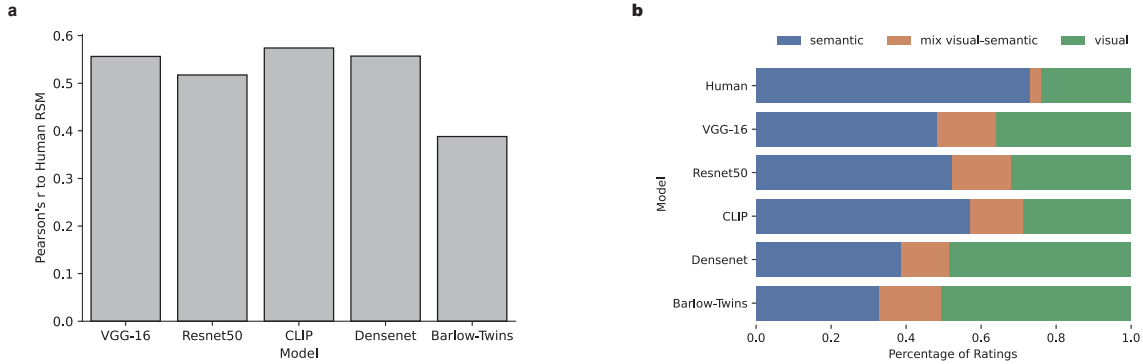 a
0.6
0.5
0.4
0.3
0.2
0.1
0.0
Pearson's r to Human RSM
VGG-16 Resnet50 CLIP Densenet Barlow-Twins
Model
b
semantic mix visual-semantic visual
Human
VGG-16
Resnet50
CLIP
Densenet
Barlow-Twins
Model
0.0 0.2 0.4 0.6 0.8 1.0
Percentage of Ratings